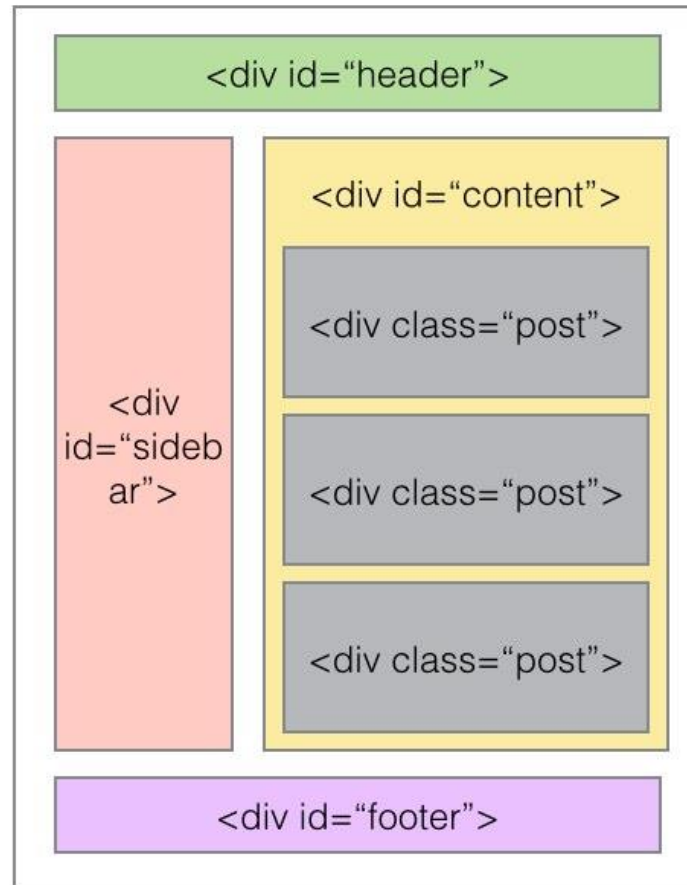 <div id=“header”>
<div
id=“sideb
ar”>
<div id=“content”>
<div class=“post”>
<div class=“post”>
<div class=“post”>
<div id=“footer”>